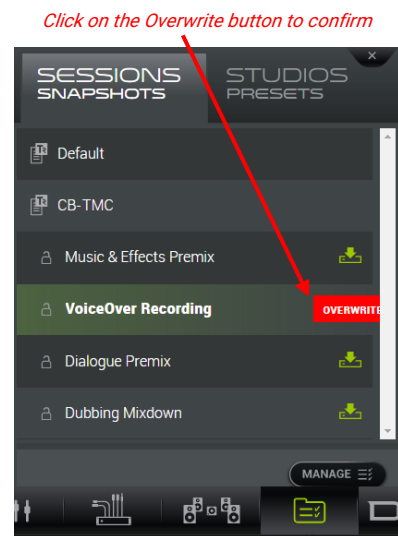 Click on the Overwrite button to confirm
×
SESSIONS STUDIOS
SNAPSHOTS PRESETS
Default
CB-TMC
Music & Effects Premix
VoiceOver Recording OVERWRITE
Dialogue Premix
Dubbing Mixdown
MANAGE